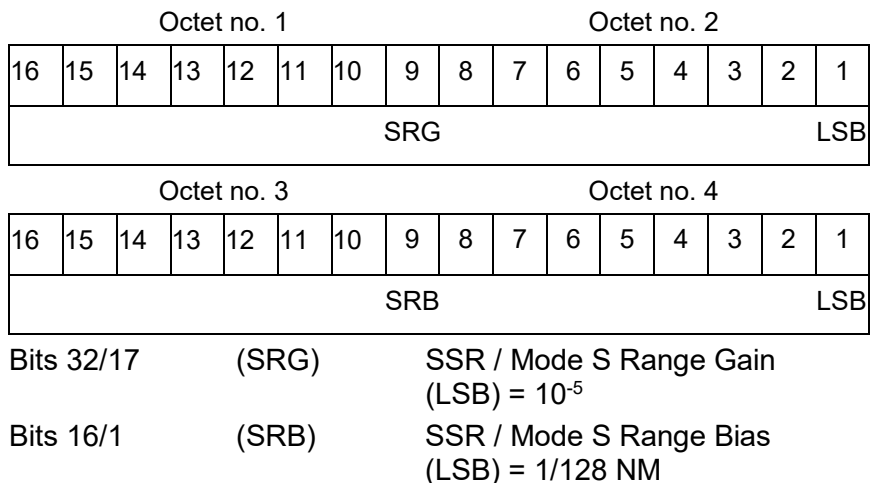 Octet no. 1 Octet no. 2
16 15 14 13 12 11 10 9 8 7 6 5 4 3 2 1
SRG LSB
Octet no. 3 Octet no. 4
16 15 14 13 12 11 10 9 8 7 6 5 4 3 2 1
SRB LSB
Bits 32/17 (SRG) SSR / Mode S Range Gain
(LSB) = 10⁻⁵
Bits 16/1 (SRB) SSR / Mode S Range Bias
(LSB) = 1/128 NM